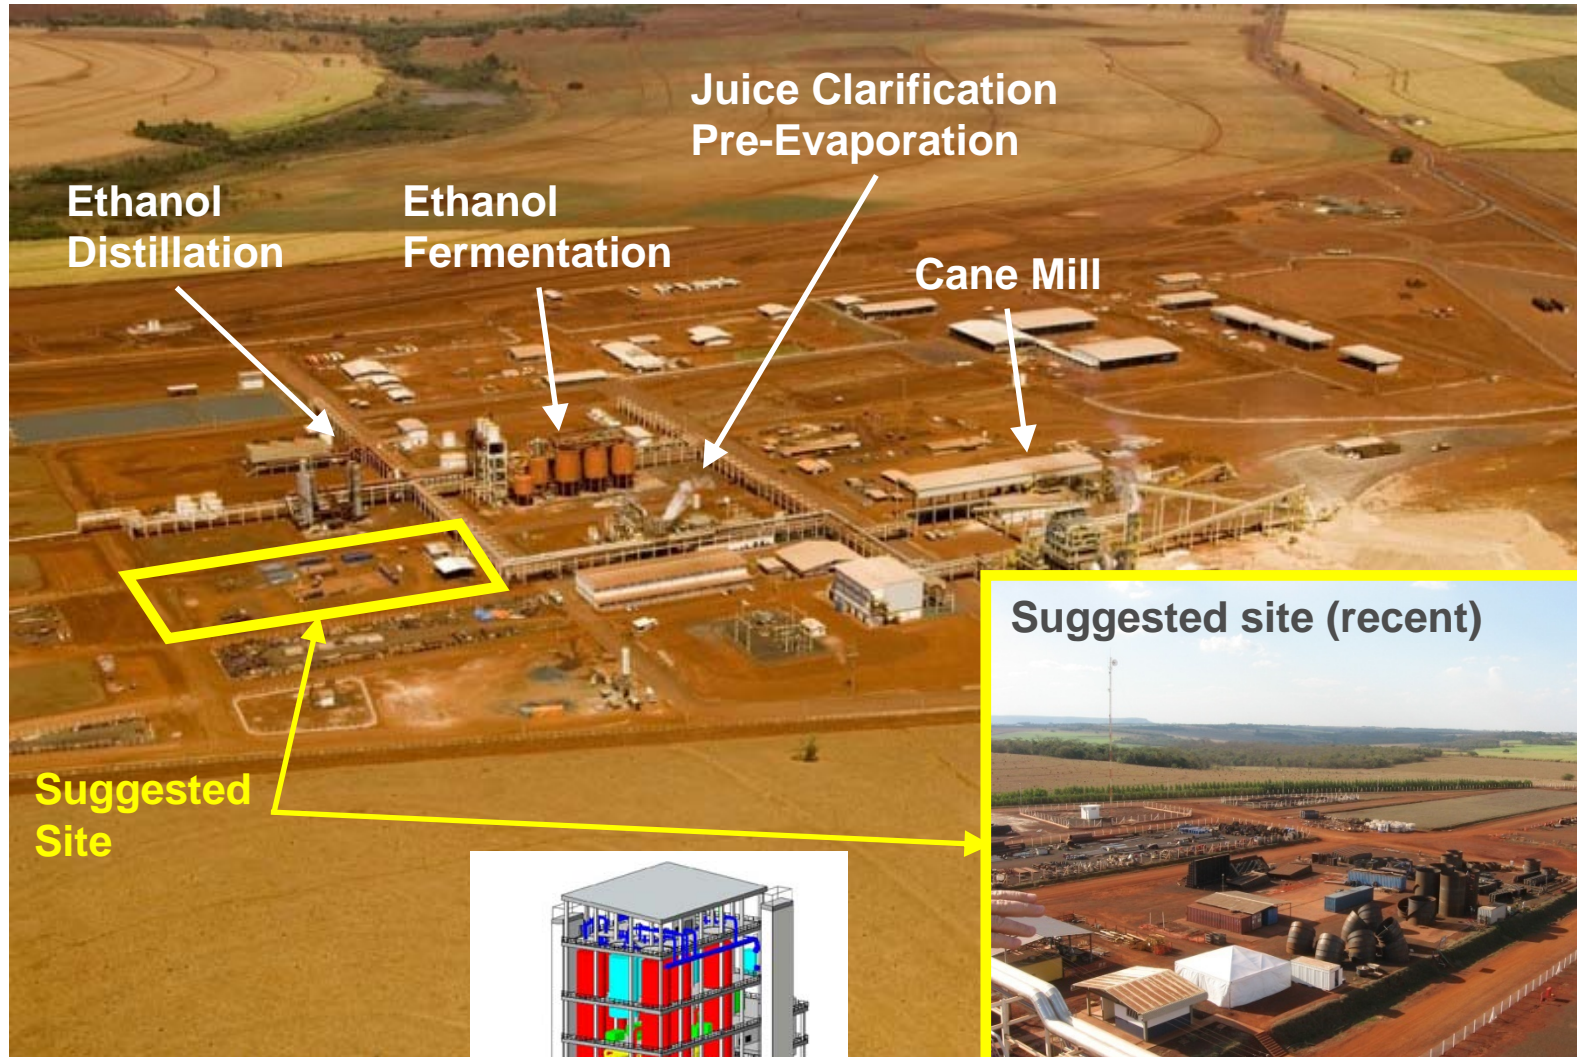 Juice Clarification
Pre-Evaporation
Ethanol
Distillation
Ethanol
Fermentation
Cane Mill
Suggested site (recent)
Suggested
Site